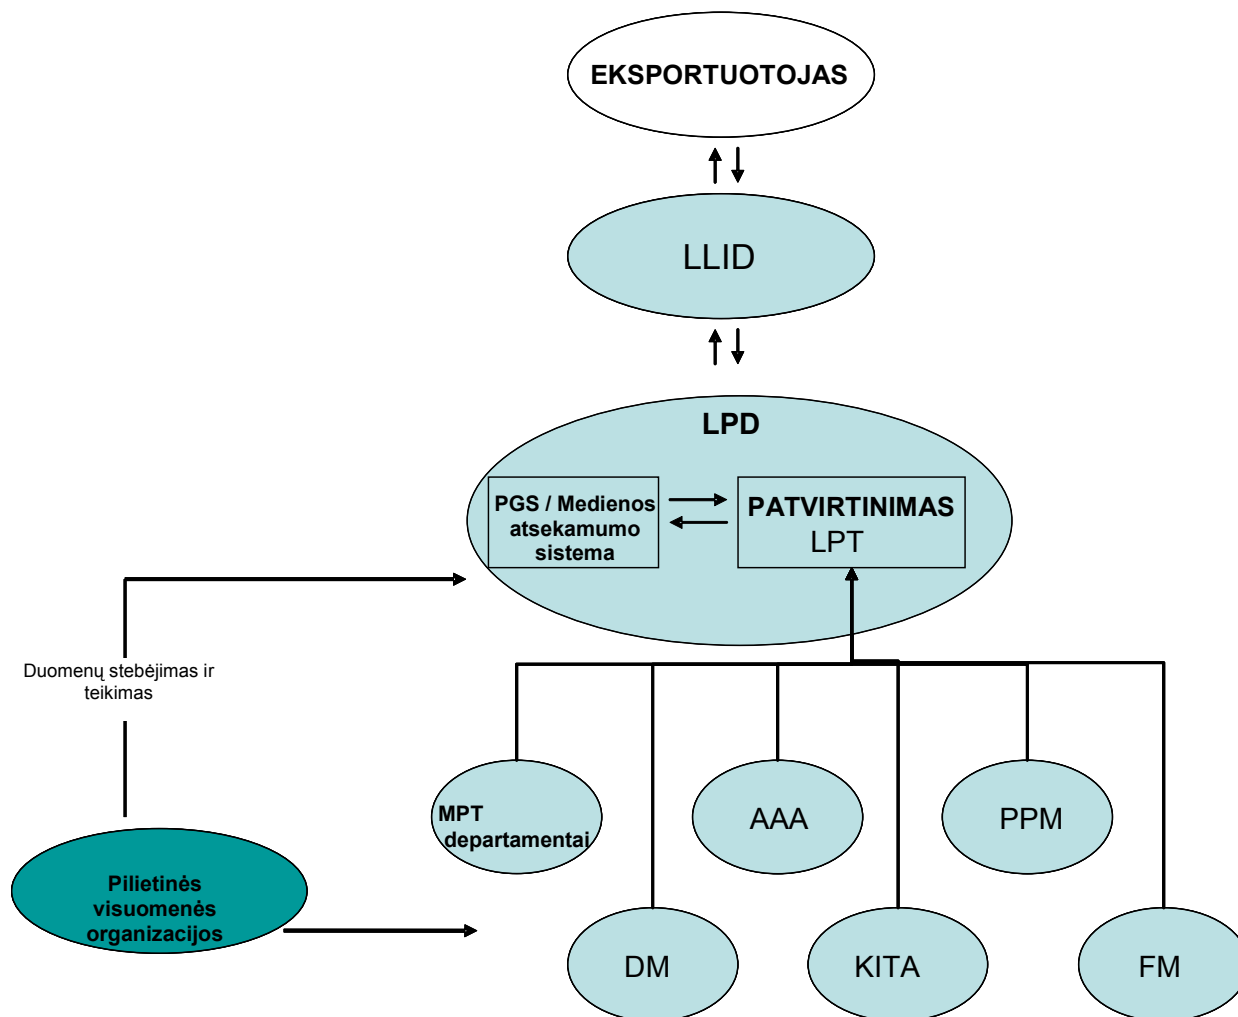 EKSPORTUOTOJAS
LLID
LPD
PGS / Medienos
atsekamumo
sistema
PATVIRTINIMAS
LPT
Duomenų stebėjimas ir
teikimas
MPT
departamentai
AAA
PPM
Pilietinės
visuomenės
organizacijos
DM
KITA
FM